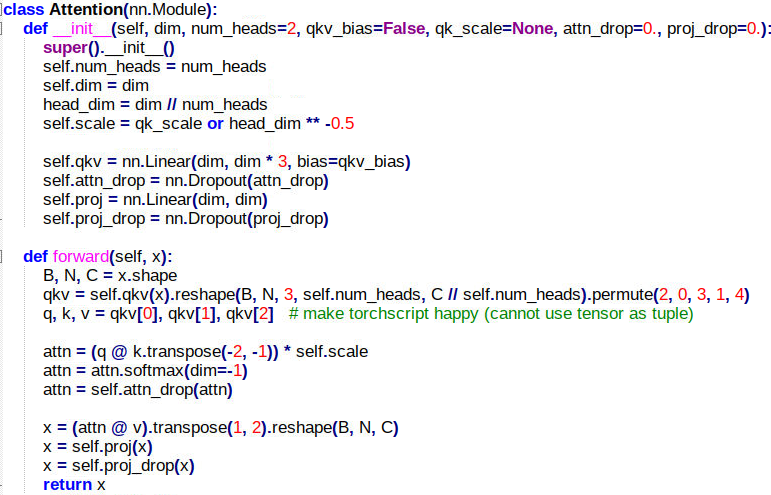 class Attention(nn.Module):
    def __init__(self, dim, num_heads=2, qkv_bias=False, qk_scale=None, attn_drop=0., proj_drop=0.):
        super().__init__()
        self.num_heads = num_heads
        self.dim = dim
        head_dim = dim // num_heads
        self.scale = qk_scale or head_dim ** -0.5

        self.qkv = nn.Linear(dim, dim * 3, bias=qkv_bias)
        self.attn_drop = nn.Dropout(attn_drop)
        self.proj = nn.Linear(dim, dim)
        self.proj_drop = nn.Dropout(proj_drop)

    def forward(self, x):
        B, N, C = x.shape
        qkv = self.qkv(x).reshape(B, N, 3, self.num_heads, C // self.num_heads).permute(2, 0, 3, 1, 4)
        q, k, v = qkv[0], qkv[1], qkv[2]   # make torchscript happy (cannot use tensor as tuple)

        attn = (q @ k.transpose(-2, -1)) * self.scale
        attn = attn.softmax(dim=-1)
        attn = self.attn_drop(attn)

        x = (attn @ v).transpose(1, 2).reshape(B, N, C)
        x = self.proj(x)
        x = self.proj_drop(x)
        return x